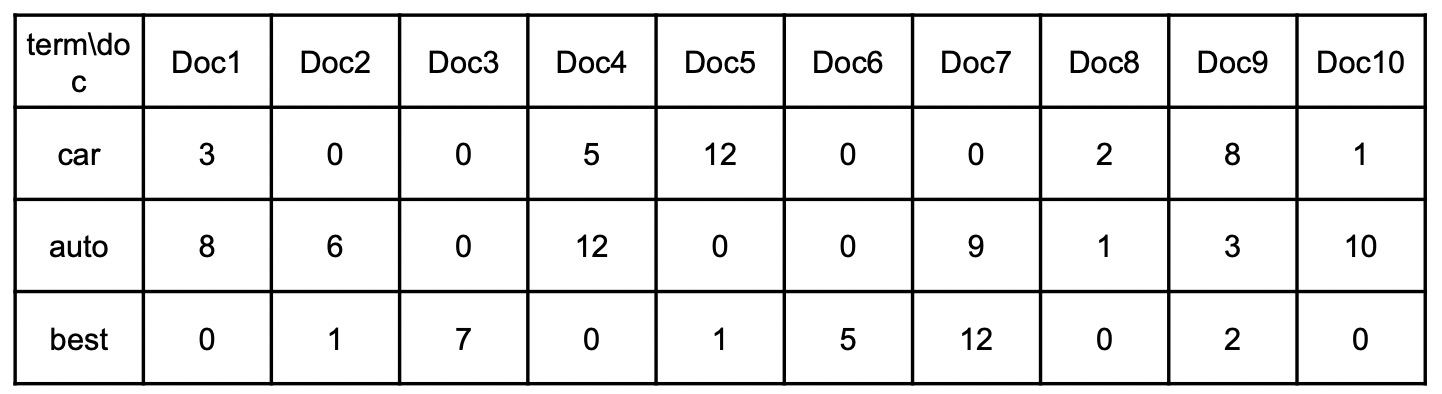 term\do
c Doc1 Doc2 Doc3 Doc4 Doc5 Doc6 Doc7 Doc8 Doc9 Doc10
car 3 0 0 5 12 0 0 2 8 1
auto 8 6 0 12 0 0 9 1 3 10
best 0 1 7 0 1 5 12 0 2 0